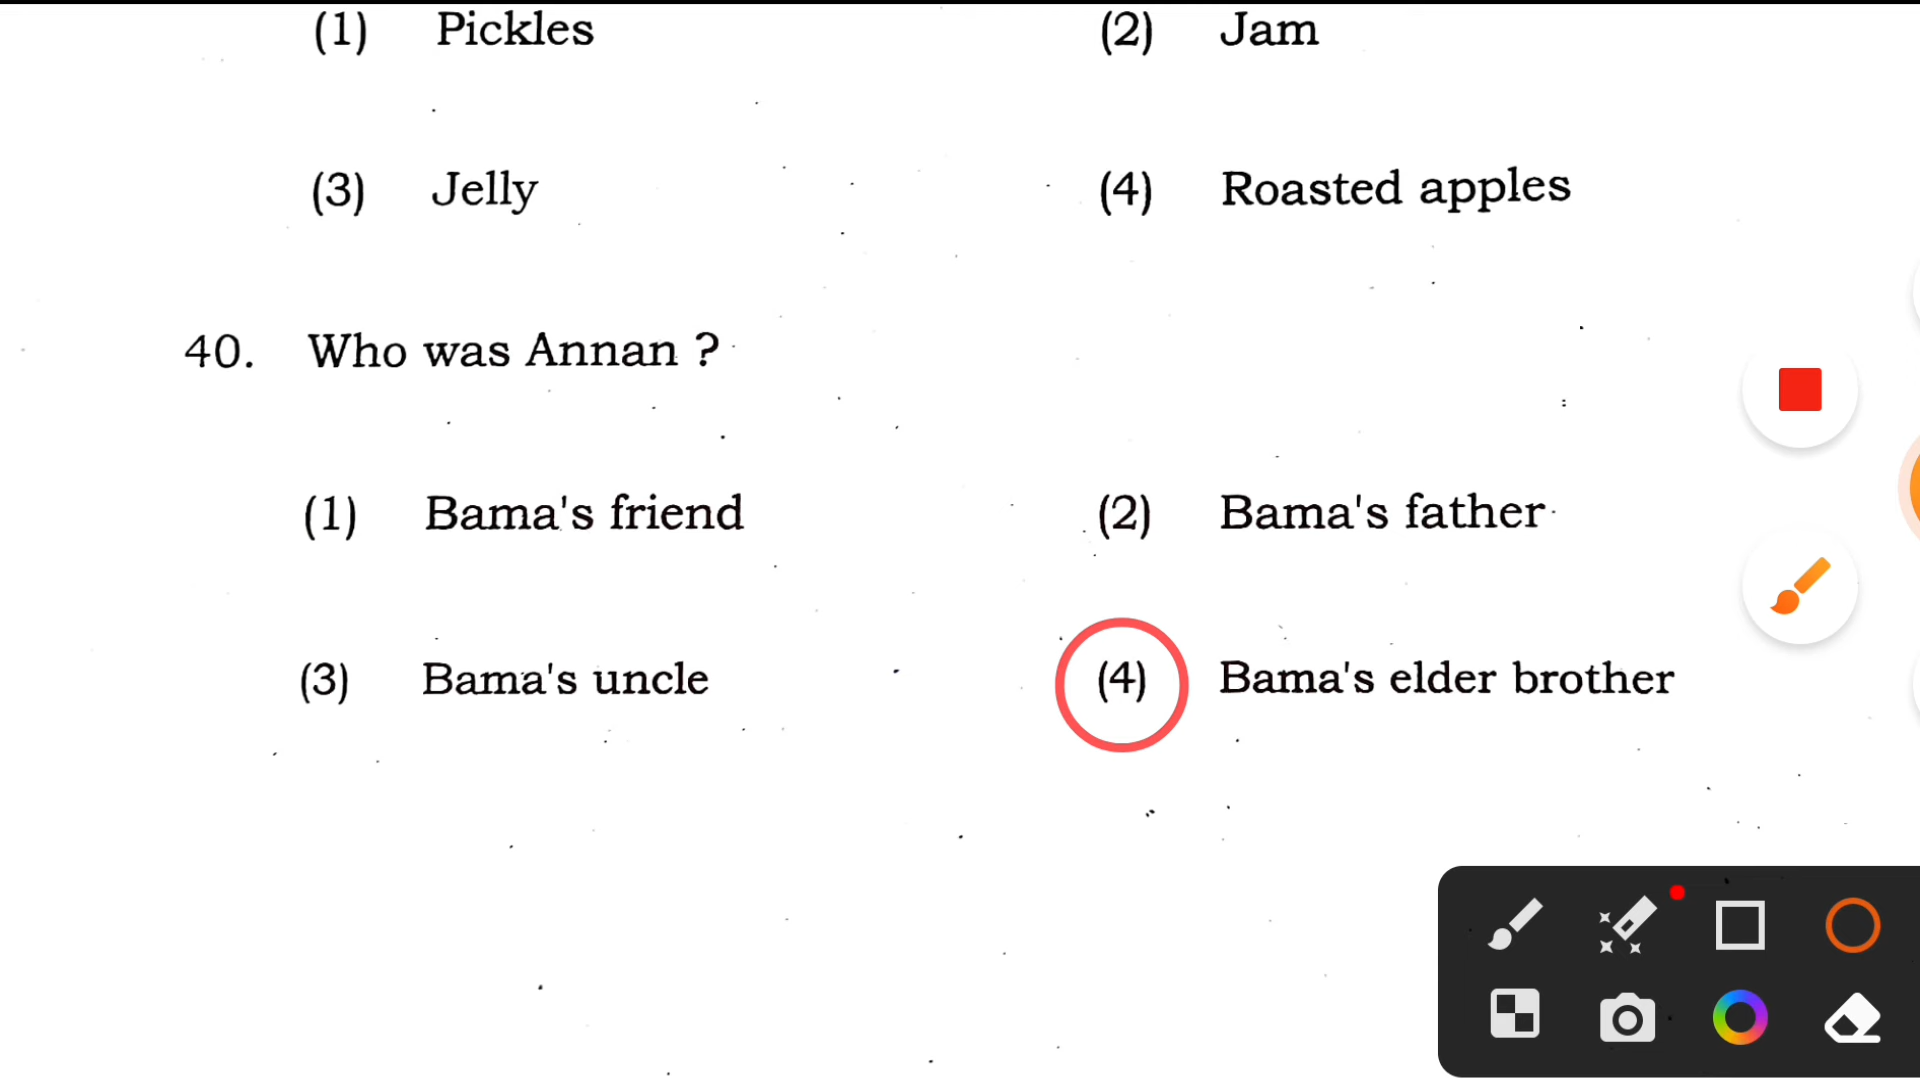 (1) Pickles (2) Jam
(3) Jelly (4) Roasted apples
40. Who was Annan ?
(1) Bama's friend (2) Bama's father
(3) Bama's uncle (4) Bama's elder brother